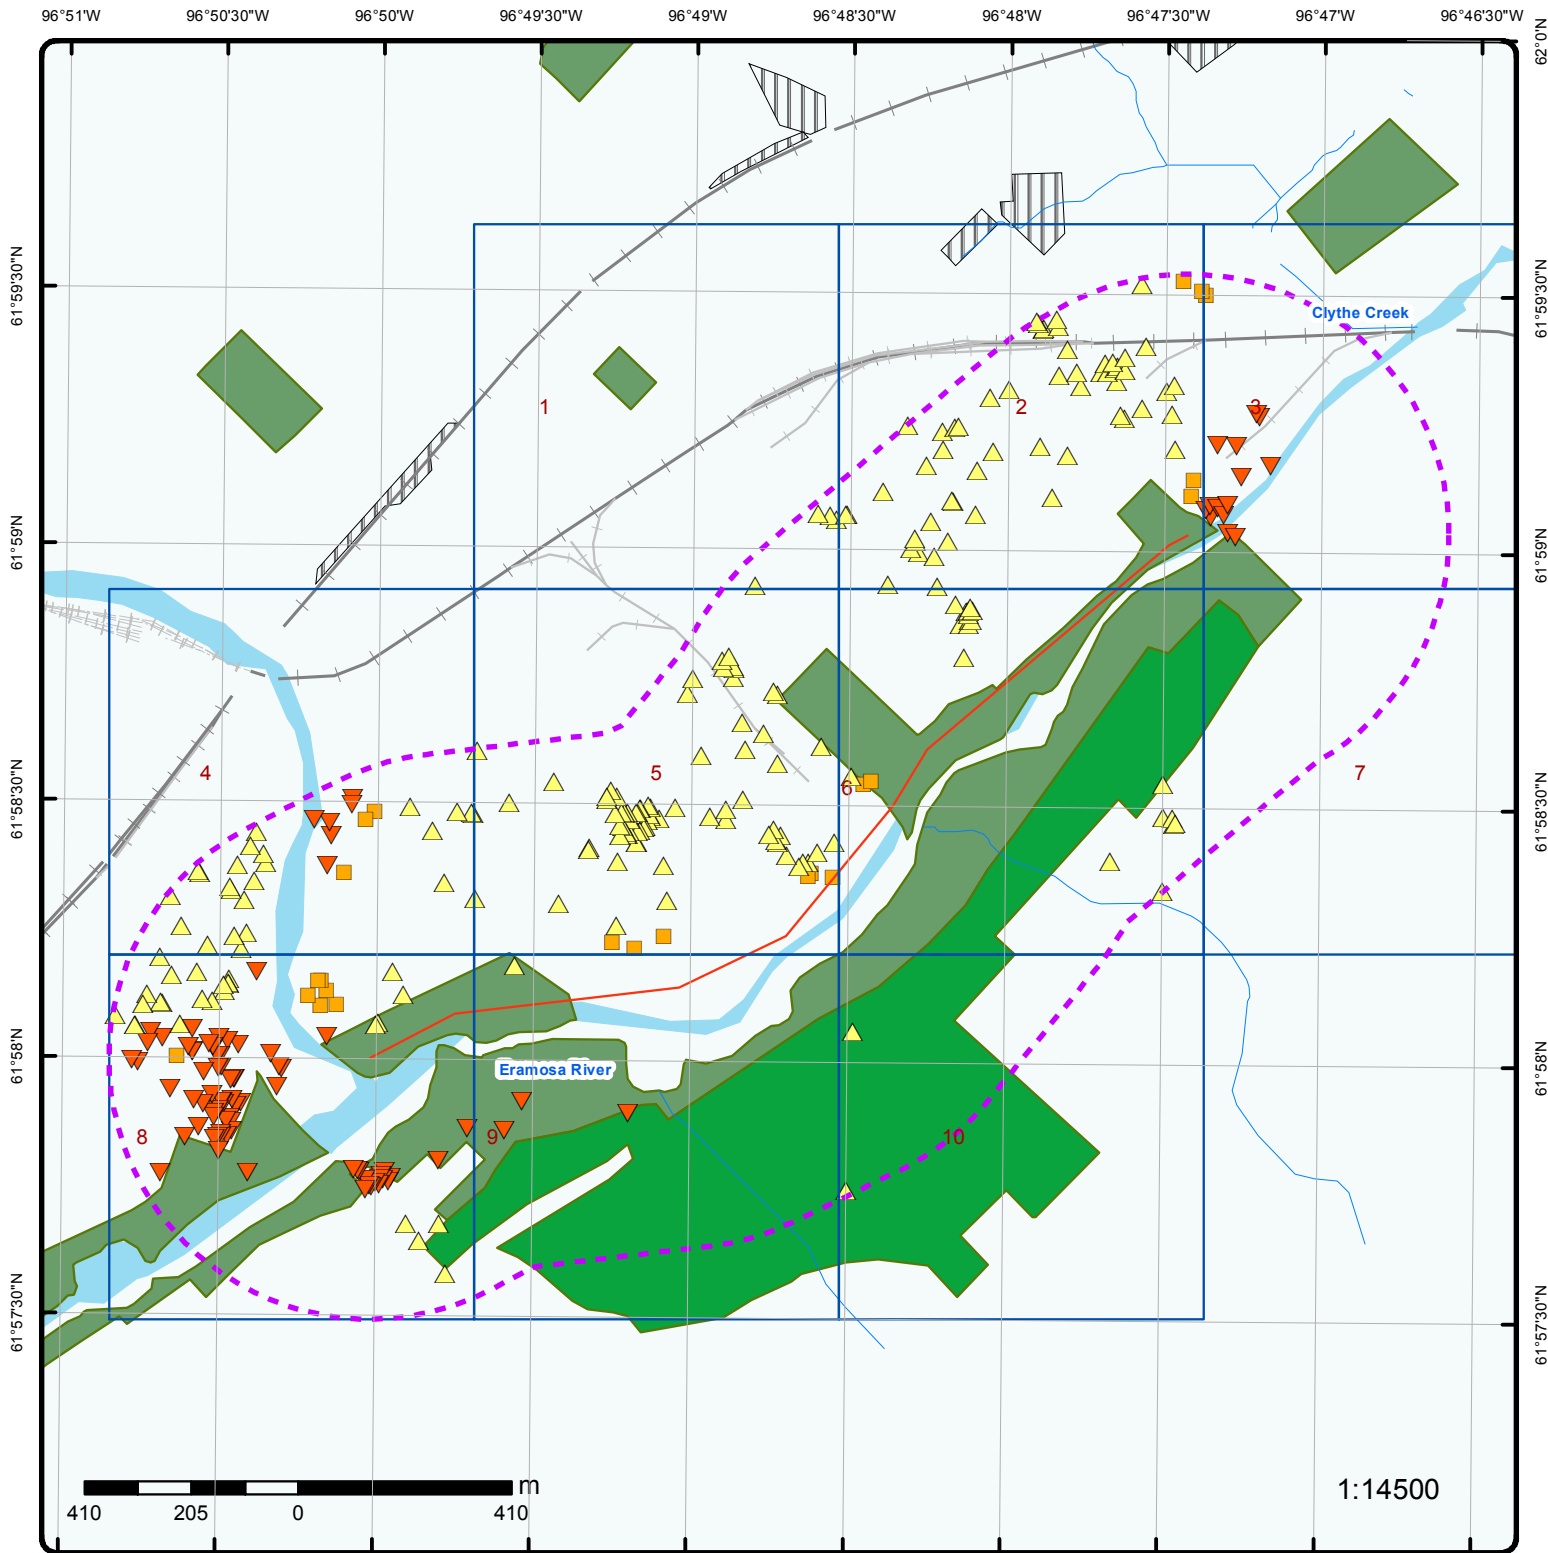 96°51'W 96°50'30"W 96°50'W 96°49'30"W 96°49'W 96°48'30"W 96°48'W 96°47'30"W 96°47'W 96°46'30"W
62°0'N
61°59'30"N 61°59'30"N
Clythe Creek
1 2 3
61°59'N 61°59'N
4 5 6 7
61°58'30"N 61°58'30"N
61°58'N 61°58'N
Eramosa River
8 9 10
61°57'30"N 61°57'30"N
m
410 205 0 410
1:14500